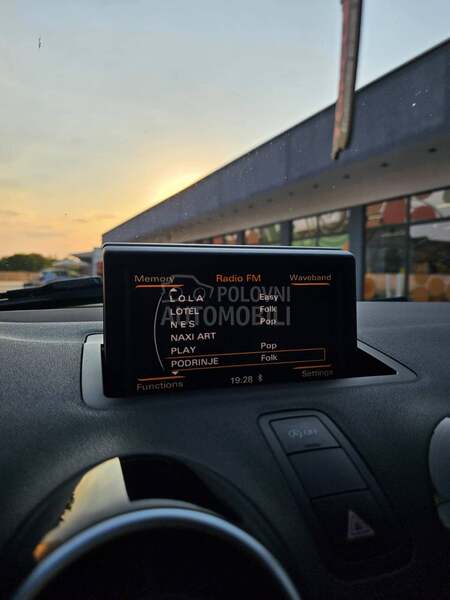 Memory Radio FM Waveband
LOLA Easy
LOTEL Folk
NES Pop
NAXI ART
PLAY Pop
PODRINJE Folk
Functions 19:28 Settings
POLOVNI
AUTOMOBILI
OFF